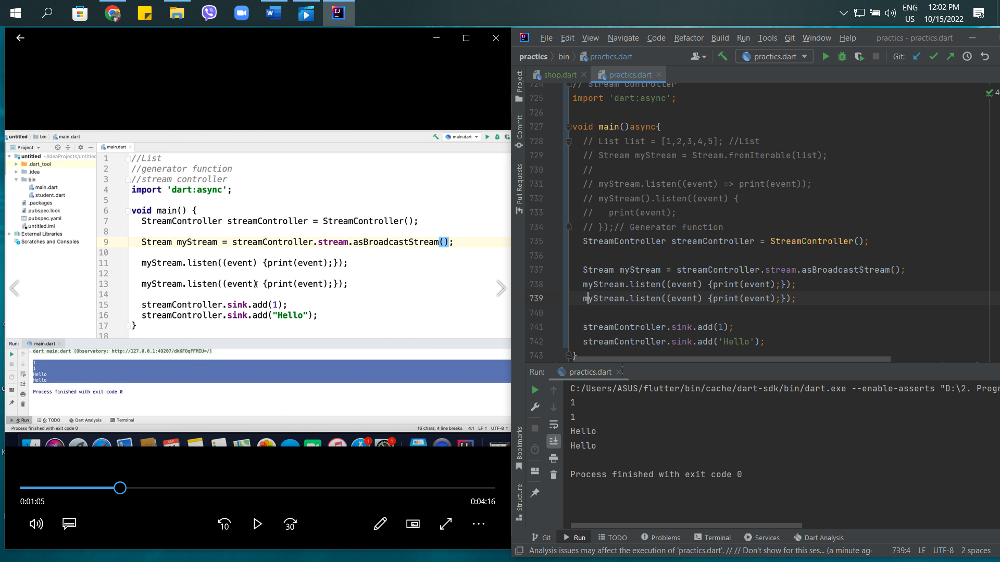 ENG
12:02 PM
US
10/15/2022
W
IJ
untitled
bin
main.dart
main.dart
Project
main.dart
untitled ~/IdeaProjects/untitled
.dart_tool
.idea
bin
main.dart
student.dart
.packages
pubspec.lock
pubspec.yaml
untitled.iml
External Libraries
Scratches and Consoles
1 //List
2 //generator function
3 //stream controller
4 import 'dart:async';
5
6 void main() {
7 StreamController streamController = StreamController();
8
9 Stream myStream = streamController.stream.asBroadcastStream();
10
11 myStream.listen((event) {print(event);});
12
13 myStream.listen((event) {print(event);});
14
15 streamController.sink.add(1);
16 streamController.sink.add("Hello");
17 }
18
Run: main.dart
dart main.dart [Observatory: http://127.0.0.1:49207/dkKFOqFFMIU=/]
1
1
Hello
Hello
Process finished with exit code 0
4: Run 6: TODO Dart Analysis Terminal
Process finished with exit code 0
16 chars, 4 line breaks 4:1 LF UTF-8
SEP
1
1
0:01:05
0:04:16
10
30
IJ
File Edit View Navigate Code Refactor Build Run Tools Git Window Help practics - practics.dart
practics bin practics.dart
practics.dart
Git:
shop.dart practics.dart
Project
Commit
Pull Requests
Bookmarks
Structure
724 // Stream controller
725 import 'dart:async';
726
727 void main()async{
728 // List list = [1,2,3,4,5]; //List
729 // Stream myStream = Stream.fromIterable(list);
730 //
731 // myStream.listen((event) => print(event));
732 // myStream().listen((event) {
733 //   print(event);
734 // });// Generator function
735 StreamController streamController = StreamController();
736
737 Stream myStream = streamController.stream.asBroadcastStream();
738 myStream.listen((event) {print(event);});
739 myStream.listen((event) {print(event);});
740
741 streamController.sink.add(1);
742 streamController.sink.add('Hello');
743 }
4
Run: practics.dart
C:/Users/ASUS/flutter/bin/cache/dart-sdk/bin/dart.exe --enable-asserts "D:\2. Progr
1
1
Hello
Hello
Process finished with exit code 0
Git Run TODO Problems Terminal Services Dart Analysis
Analysis issues may affect the execution of 'practics.dart'. // // Don't show for this ses... (a minute ago
739:4 LF UTF-8 2 spaces